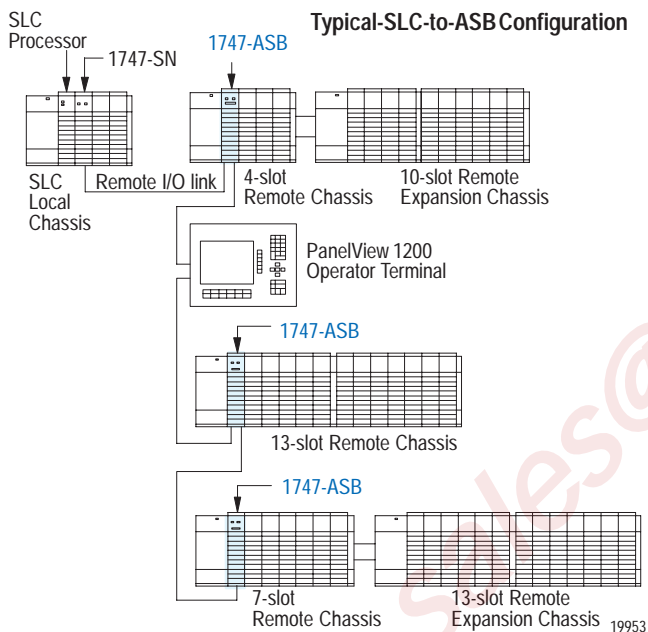 Typical-SLC-to-ASB Configuration
SLC
Processor
1747-SN
1747-ASB
SLC
Local
Chassis
Remote I/O link
4-slot
Remote Chassis
10-slot Remote
Expansion Chassis
PanelView 1200
Operator Terminal
1747-ASB
13-slot Remote Chassis
1747-ASB
7-slot
Remote Chassis
13-slot Remote
Expansion Chassis
19953
sales@